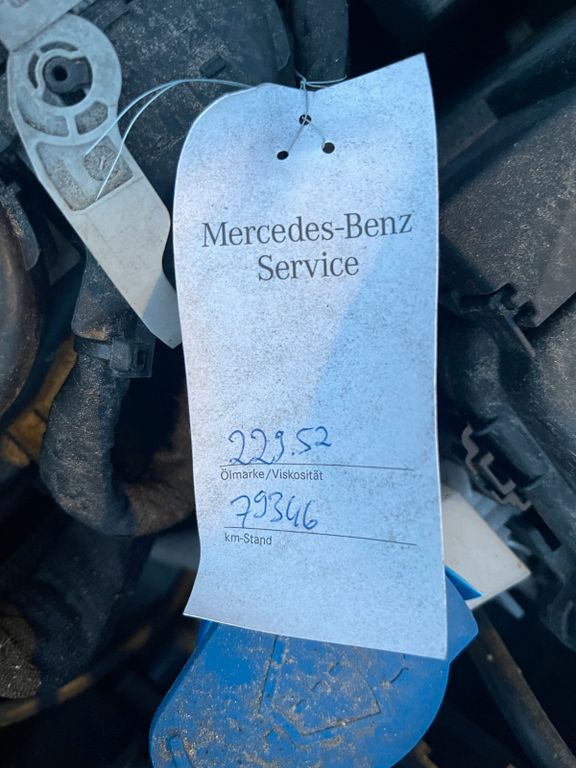 Mercedes-Benz
Service
229.52
Ölmarke/Viskosität
79346
km-Stand